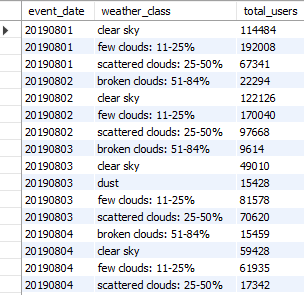 event_date weather_class total_users
20190801 clear sky 114484
20190801 few clouds: 11-25% 192008
20190801 scattered clouds: 25-50% 67341
20190802 broken clouds: 51-84% 22294
20190802 clear sky 122126
20190802 few clouds: 11-25% 170040
20190802 scattered clouds: 25-50% 97668
20190803 broken clouds: 51-84% 9614
20190803 clear sky 49010
20190803 dust 15428
20190803 few clouds: 11-25% 81578
20190803 scattered clouds: 25-50% 70620
20190804 broken clouds: 51-84% 15459
20190804 clear sky 59428
20190804 few clouds: 11-25% 61935
20190804 scattered clouds: 25-50% 17342